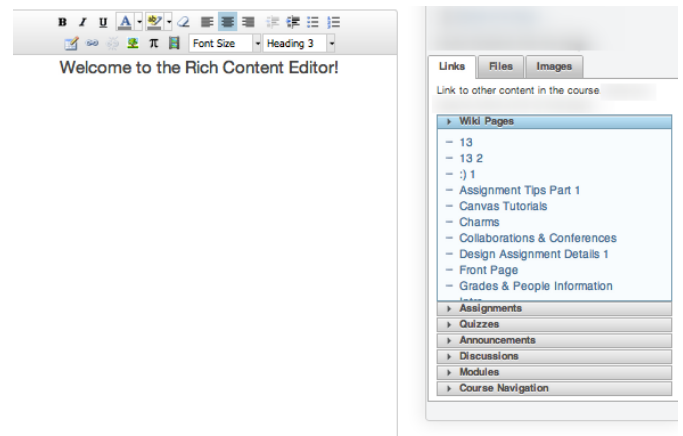 B I U A
π Font Size Heading 3
Welcome to the Rich Content Editor!
Links Files Images
Link to other content in the course
Wiki Pages
13
13 2
:) 1
Assignment Tips Part 1
Canvas Tutorials
Charms
Collaborations & Conferences
Design Assignment Details 1
Front Page
Grades & People Information
Assignments
Quizzes
Announcements
Discussions
Modules
Course Navigation